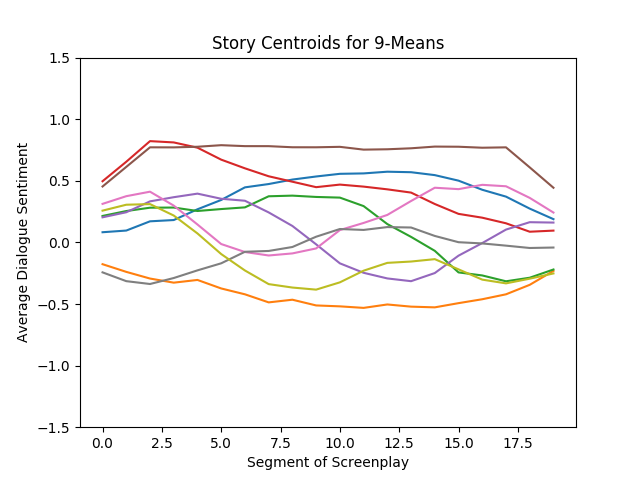 Story Centroids for 9-Means
1.5
1.0
0.5
0.0
−0.5
−1.0
−1.5
Average Dialogue Sentiment
0.0 2.5 5.0 7.5 10.0 12.5 15.0 17.5
Segment of Screenplay